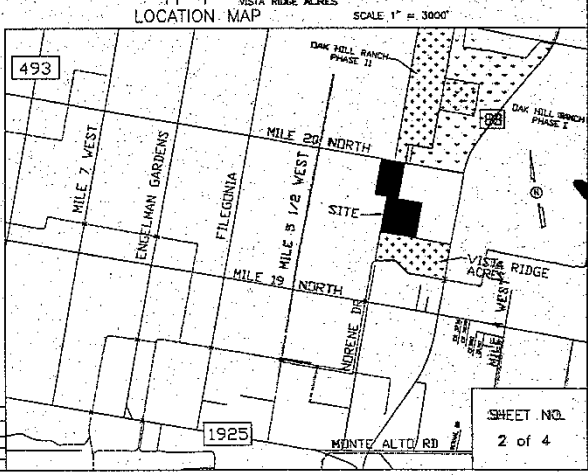 VISTA RIDGE ACRES
LOCATION MAP
SCALE 1" = 3000'
493
OAK HILL RANCH
PHASE II
OAK HILL RANCH
PHASE I
MILE 20 NORTH
MILE 7 WEST
ENGELMAN GARDENS
FILEGONIA
MILE 5 1/2 WEST
SITE
VISTA RIDGE
ACRES
MILE 19 NORTH
NORENE DR
MILE 4 WEST
1925
MONTE ALTO RD
SHEET NO.
2 of 4